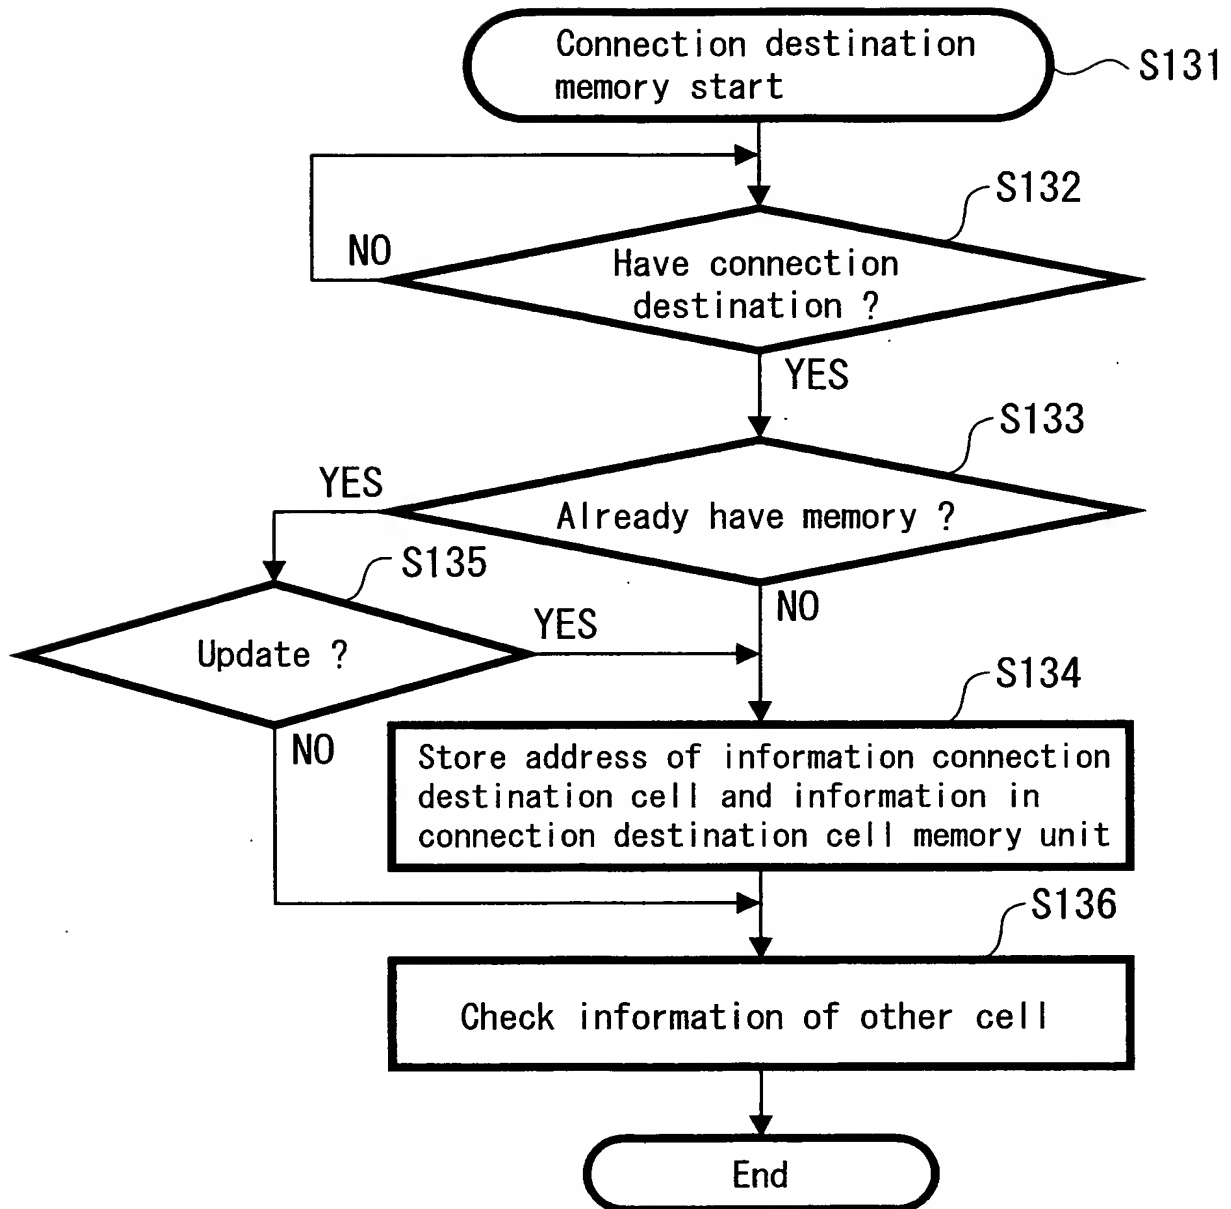 Connection destination
memory start
S131
S132
NO
Have connection
destination ?
YES
S133
YES
Already have memory ?
S135
NO
YES
Update ?
S134
NO
Store address of information connection
destination cell and information in
connection destination cell memory unit
S136
Check information of other cell
End